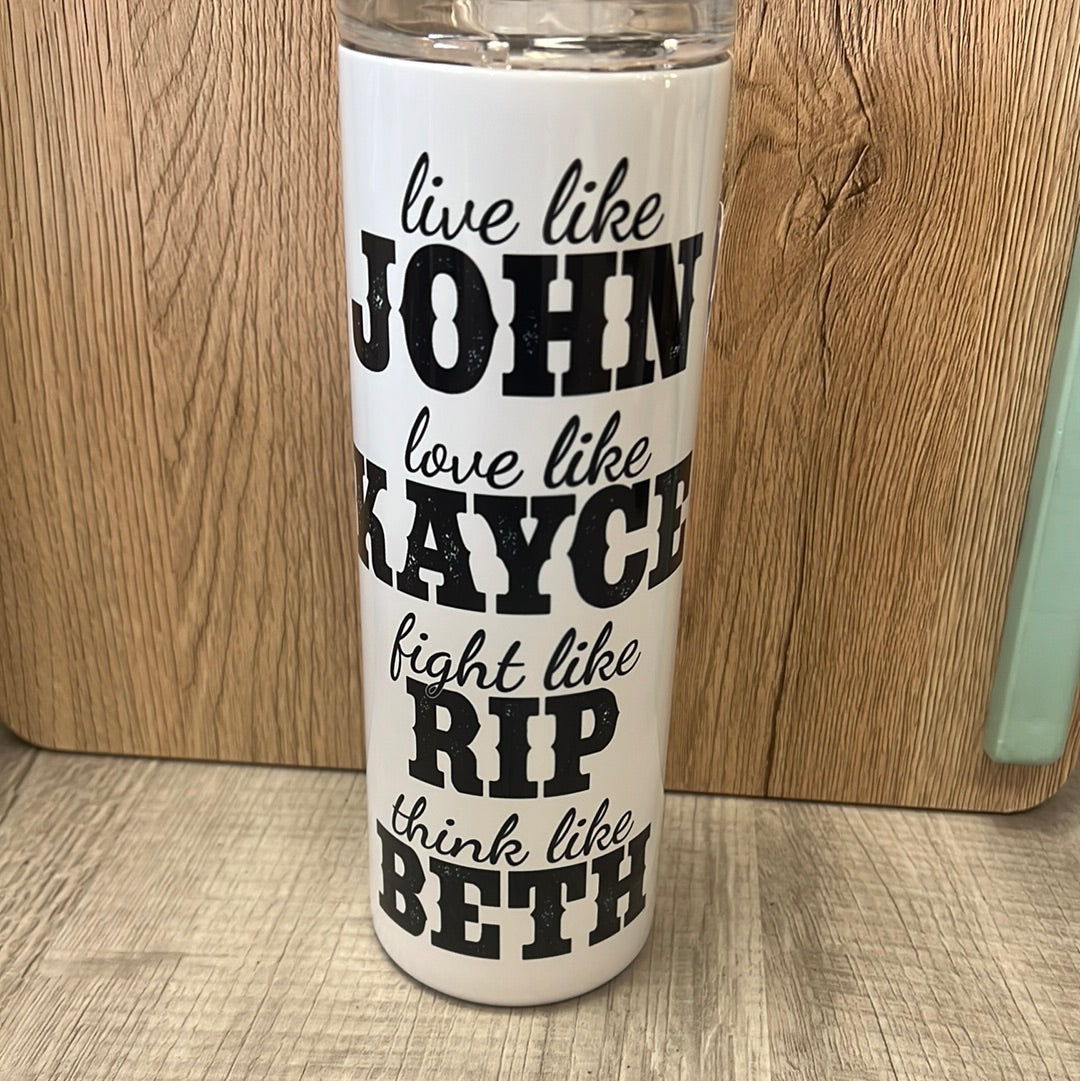 live like
JOHN
love like
KAYCE
fight like
RIP
think like
BETH